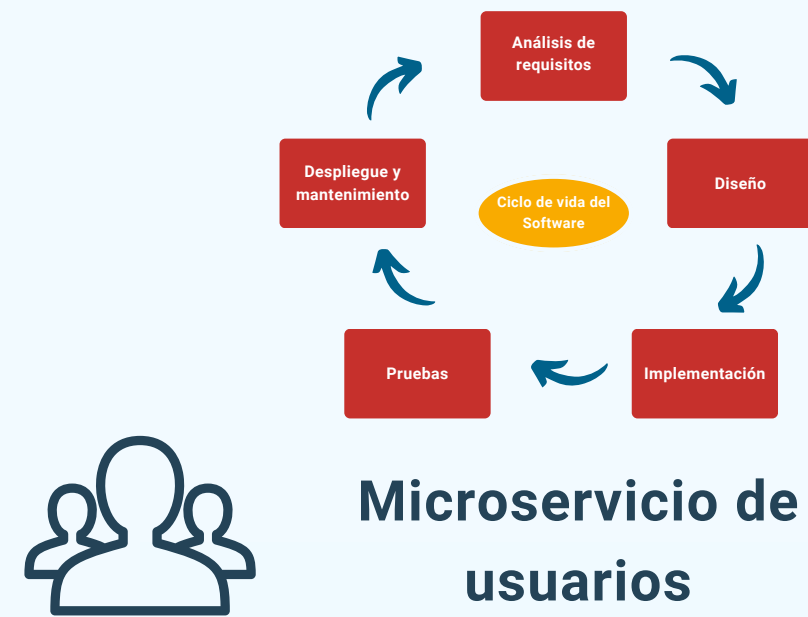 Análisis de
requisitos
Diseño
Implementación
Pruebas
Despliegue y
mantenimiento
Ciclo de vida del
Software
Microservicio de
usuarios